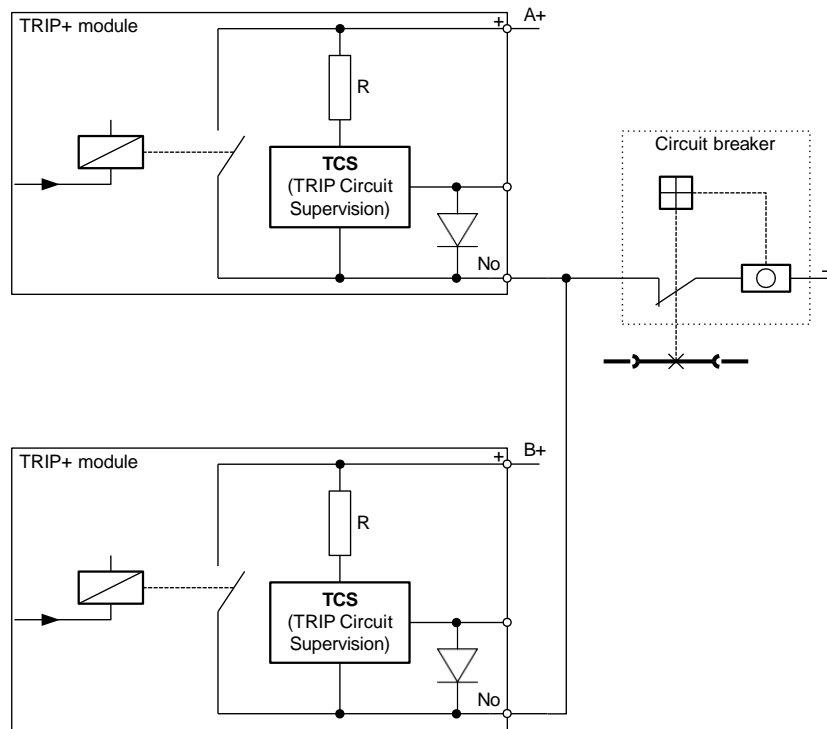 TRIP+ module
+ A+
R
TCS
(TRIP Circuit
Supervision)
No
Circuit breaker
-
TRIP+ module
+ B+
R
TCS
(TRIP Circuit
Supervision)
No